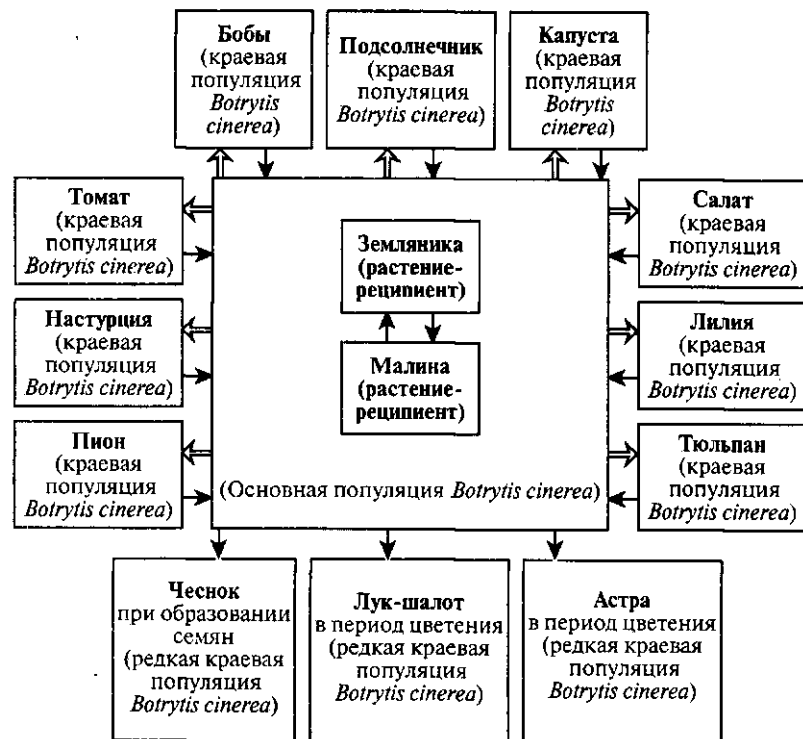 Бобы
(краевая
популяция
Botrytis
cinerea)
Подсолнечник
(краевая
популяция
Botrytis cinerea)
Капуста
(краевая
популяция
Botrytis
cinerea)
Томат
(краевая
популяция
Botrytis cinerea)
Салат
(краевая
популяция
Botrytis cinerea)
Земляника
(растение-
реципиент)
Настурция
(краевая
популяция
Botrytis cinerea)
Лилия
(краевая
популяция
Botrytis cinerea)
Малина
(растение-
реципиент)
Пион
(краевая
популяция
Botrytis cinerea)
Тюльпан
(краевая
популяция
Botrytis cinerea)
(Основная популяция Botrytis cinerea)
Чеснок
при образовании
семян
(редкая краевая
популяция
Botrytis cinerea)
Лук-шалот
в период цветения
(редкая краевая
популяция
Botrytis cinerea)
Астра
в период цветения
(редкая краевая
популяция
Botrytis cinerea)